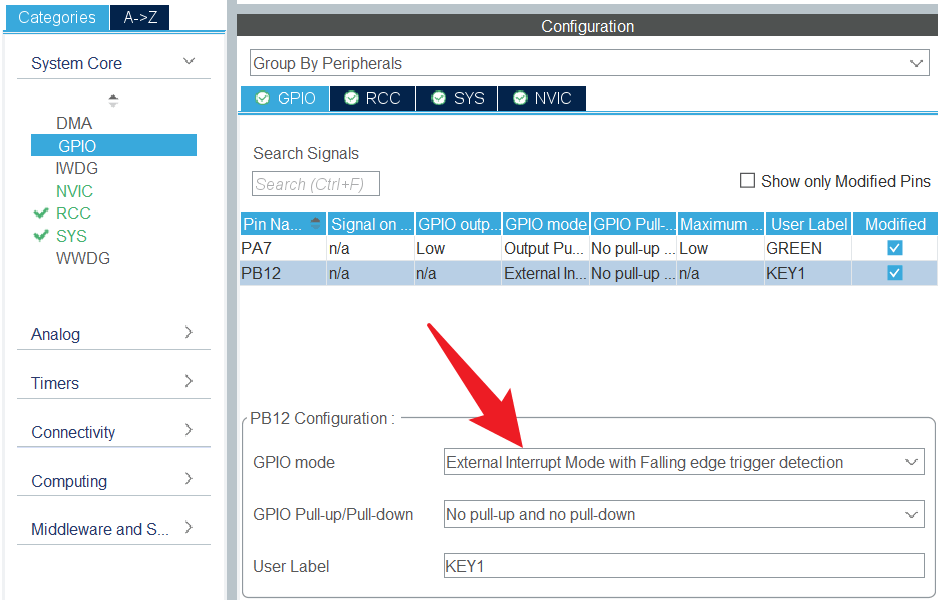 Categories A->Z
System Core
DMA
GPIO
IWDG
NVIC
RCC
SYS
WWDG
Analog
Timers
Connectivity
Computing
Middleware and S...
Configuration
Group By Peripherals
GPIO RCC SYS NVIC
Search Signals
Search (Ctrl+F)
Show only Modified Pins
Pin Na... Signal on ... GPIO outp... GPIO mode GPIO Pull-... Maximum ... User Label Modified
PA7 n/a Low Output Pu... No pull-up ... Low GREEN
PB12 n/a n/a External In... No pull-up ... n/a KEY1
PB12 Configuration :
GPIO mode External Interrupt Mode with Falling edge trigger detection
GPIO Pull-up/Pull-down No pull-up and no pull-down
User Label KEY1